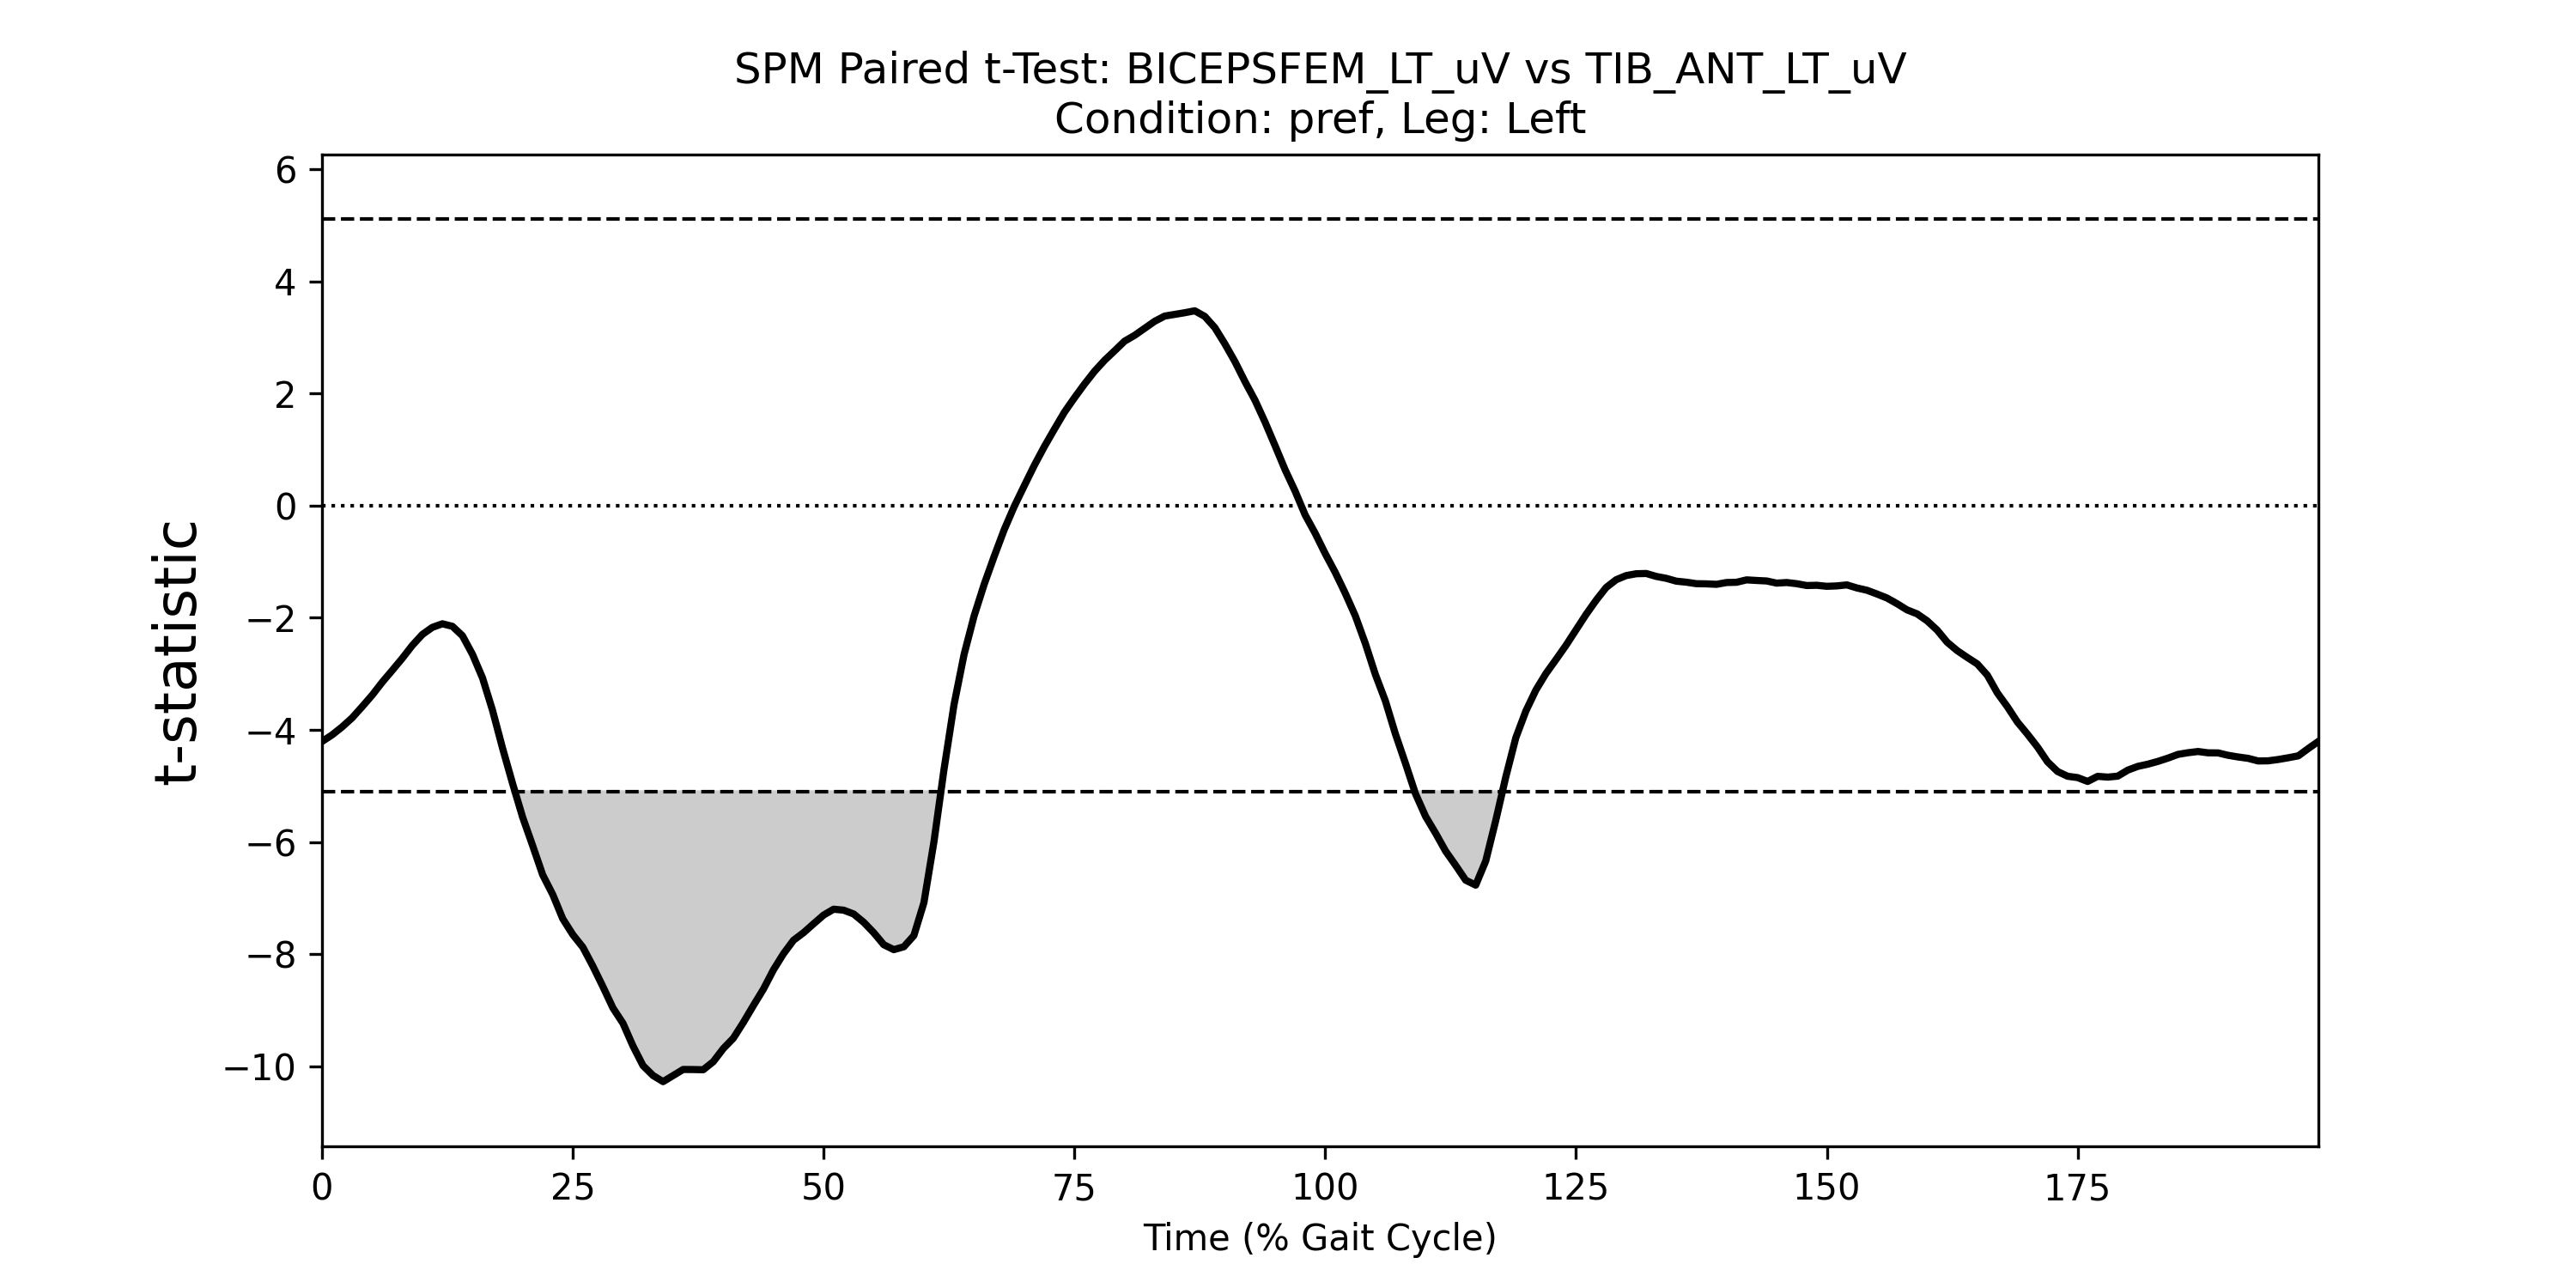 SPM Paired t-Test: BICEPSFEM_LT_uV vs TIB_ANT_LT_uV
Condition: pref, Leg: Left
6
4
2
0
−2
−4
−6
−8
−10
t-statistic
0 25 50 75 100 125 150 175
Time (% Gait Cycle)